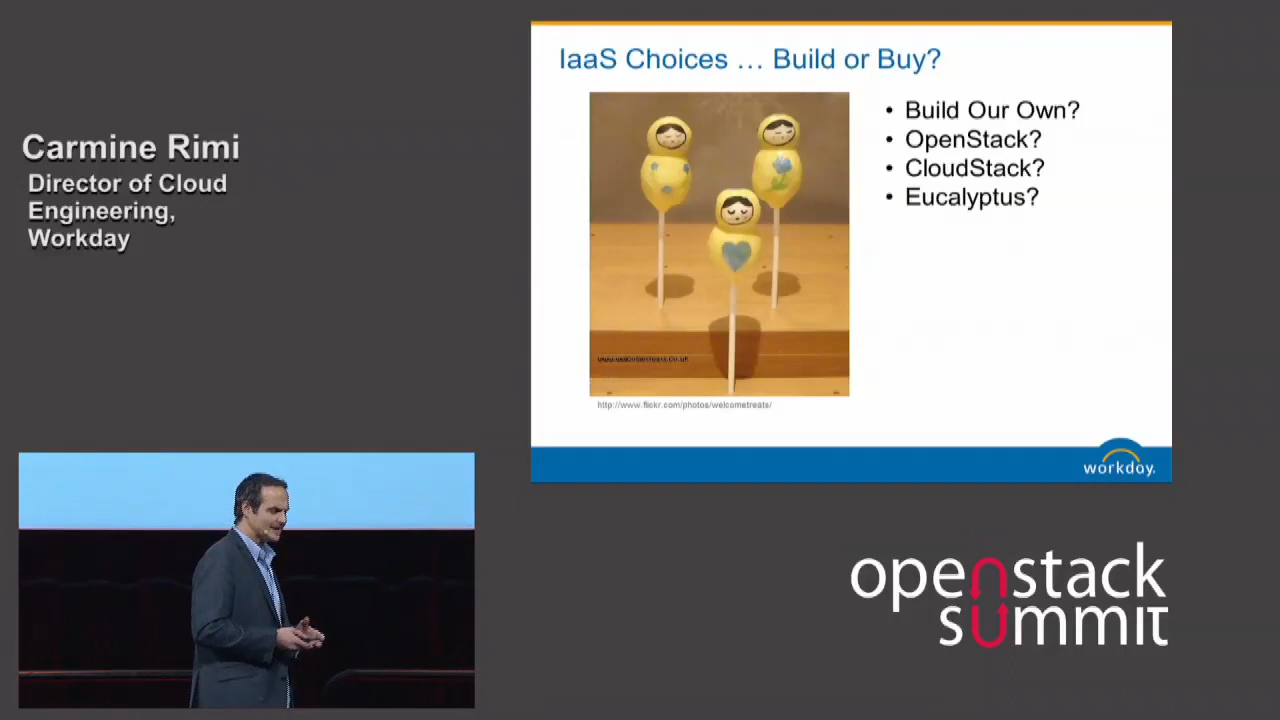 Carmine Rimi
Director of Cloud
Engineering,
Workday
IaaS Choices … Build or Buy?
• Build Our Own?
• OpenStack?
• CloudStack?
• Eucalyptus?
http://www.flickr.com/photos/welcometreats/
workday.
openstack
summit